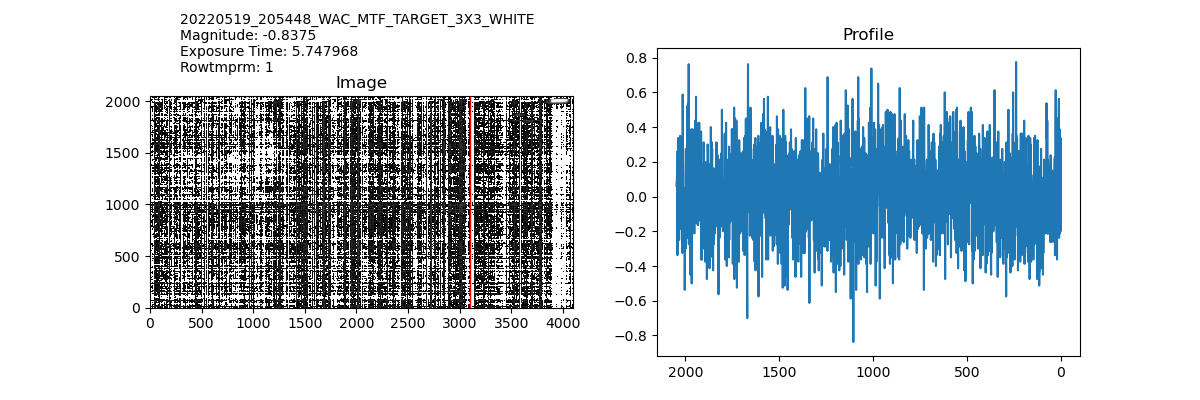 20220519_205448_WAC_MTF_TARGET_3X3_WHITE
Magnitude: -0.8375
Exposure Time: 5.747968
Rowtmprm: 1
Image
2000
1500
1000
500
0
0 500 1000 1500 2000 2500 3000 3500 4000
Profile
0.8
0.6
0.4
0.2
0.0
−0.2
−0.4
−0.6
−0.8
2000 1500 1000 500 0